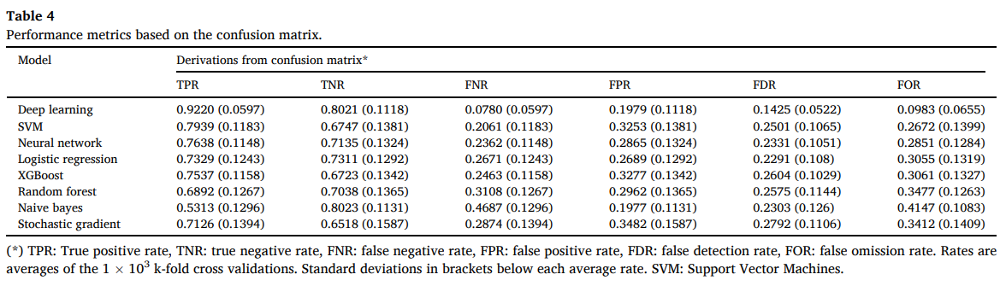 Table 4
Performance metrics based on the confusion matrix.
Model Derivations from confusion matrix*
TPR TNR FNR FPR FDR FOR
Deep learning 0.9220 (0.0597) 0.8021 (0.1118) 0.0780 (0.0597) 0.1979 (0.1118) 0.1425 (0.0522) 0.0983 (0.0655)
SVM 0.7939 (0.1183) 0.6747 (0.1381) 0.2061 (0.1183) 0.3253 (0.1381) 0.2501 (0.1065) 0.2672 (0.1399)
Neural network 0.7638 (0.1148) 0.7135 (0.1324) 0.2362 (0.1148) 0.2865 (0.1324) 0.2331 (0.1051) 0.2851 (0.1284)
Logistic regression 0.7329 (0.1243) 0.7311 (0.1292) 0.2671 (0.1243) 0.2689 (0.1292) 0.2291 (0.108) 0.3055 (0.1319)
XGBoost 0.7537 (0.1158) 0.6723 (0.1342) 0.2463 (0.1158) 0.3277 (0.1342) 0.2604 (0.1029) 0.3061 (0.1327)
Random forest 0.6892 (0.1267) 0.7038 (0.1365) 0.3108 (0.1267) 0.2962 (0.1365) 0.2575 (0.1144) 0.3477 (0.1263)
Naive bayes 0.5313 (0.1296) 0.8023 (0.1131) 0.4687 (0.1296) 0.1977 (0.1131) 0.2303 (0.126) 0.4147 (0.1083)
Stochastic gradient 0.7126 (0.1394) 0.6518 (0.1587) 0.2874 (0.1394) 0.3482 (0.1587) 0.2792 (0.1106) 0.3412 (0.1409)
(*) TPR: True positive rate, TNR: true negative rate, FNR: false negative rate, FPR: false positive rate, FDR: false detection rate, FOR: false omission rate. Rates are
averages of the 1 × 10³ k-fold cross validations. Standard deviations in brackets below each average rate. SVM: Support Vector Machines.